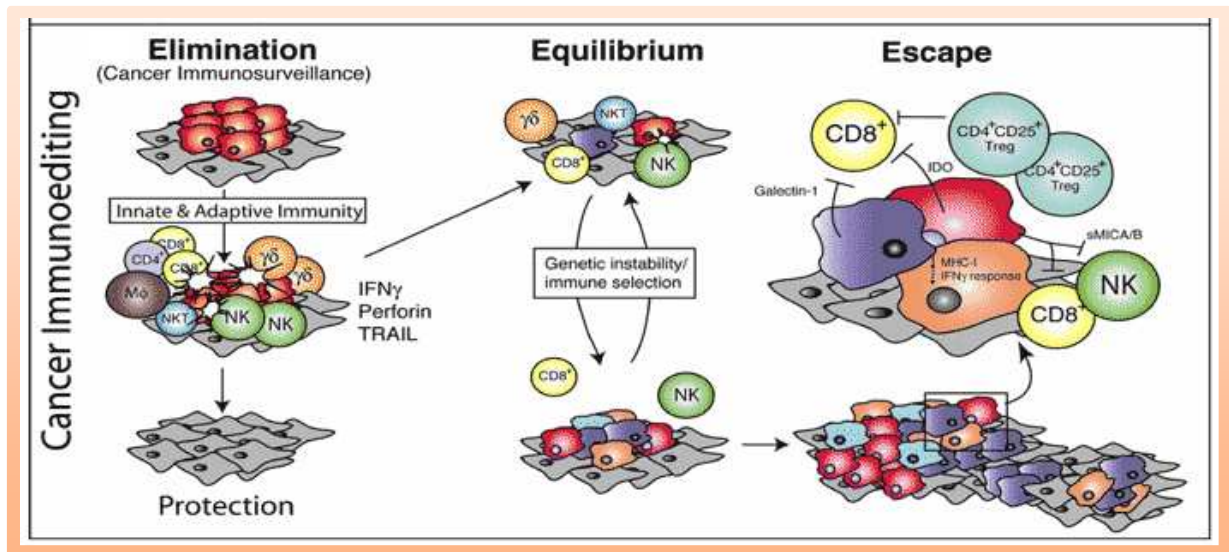 Cancer Immunoediting
Elimination
(Cancer Immunosurveillance)
Innate & Adaptive Immunity
CD8⁺
CD4⁺
CD8⁺
γδ
γδ
Mφ
NKT
NK
NK
IFNγ
Perforin
TRAIL
Protection
Equilibrium
γδ
NKT
CD8⁺
NK
Genetic instability/
immune selection
CD8⁺
NK
Escape
CD8⁺
CD4⁺CD25⁺
Treg
CD4⁺CD25⁺
Treg
IDO
Galectin-1
sMICA/B
MHC-I
IFNγ response
NK
CD8⁺